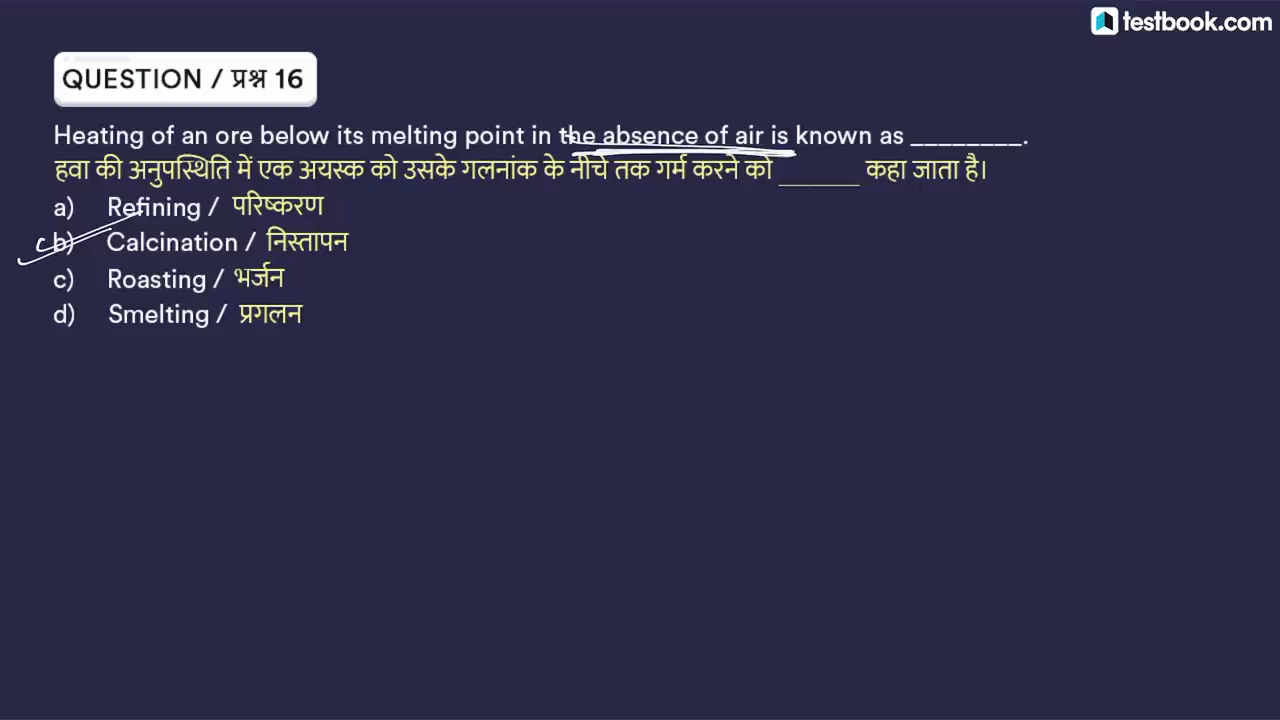 testbook.com
QUESTION / प्रश्न 16
Heating of an ore below its melting point in the absence of air is known as ________.
हवा की अनुपस्थिति में एक अयस्क को उसके गलनांक के नीचे तक गर्म करने को ______ कहा जाता है।
a) Refining / परिष्करण
b) Calcination / निस्तापन
c) Roasting / भर्जन
d) Smelting / प्रगलन